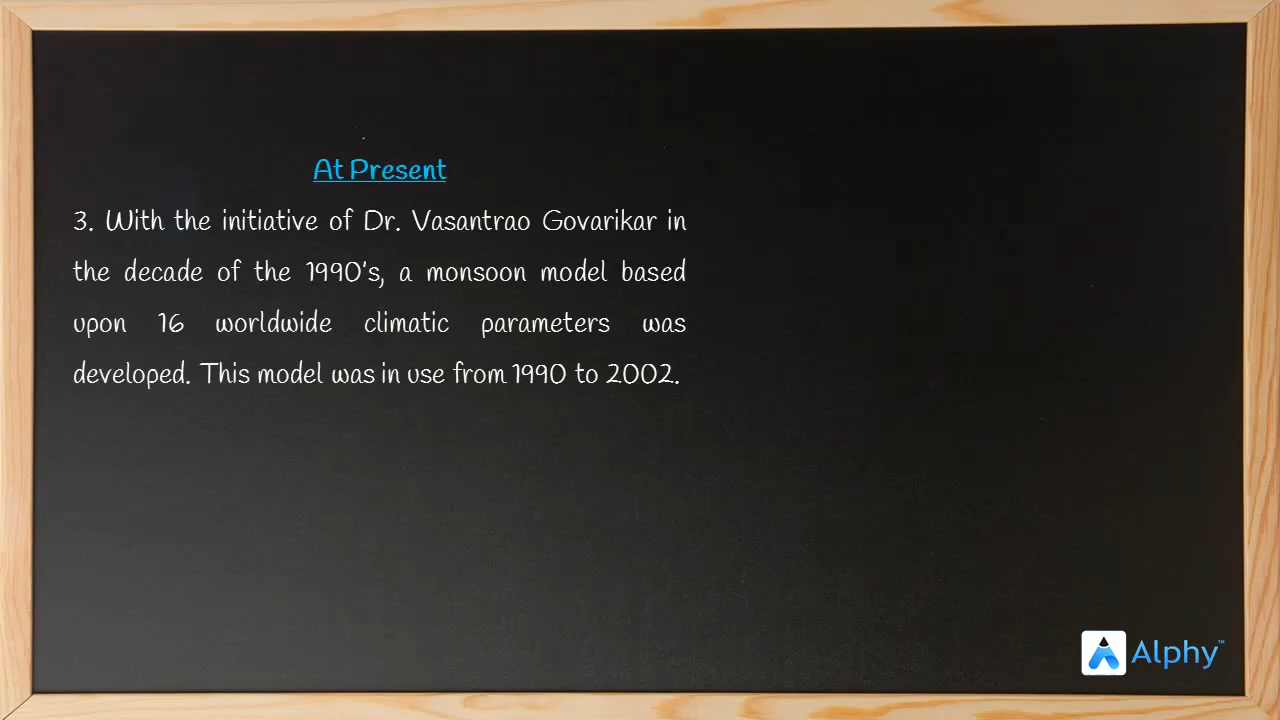 At Present
3. With the initiative of Dr. Vasantrao Govarikar in
the decade of the 1990's, a monsoon model based
upon 16 worldwide climatic parameters was
developed. This model was in use from 1990 to 2002.
Alphy™